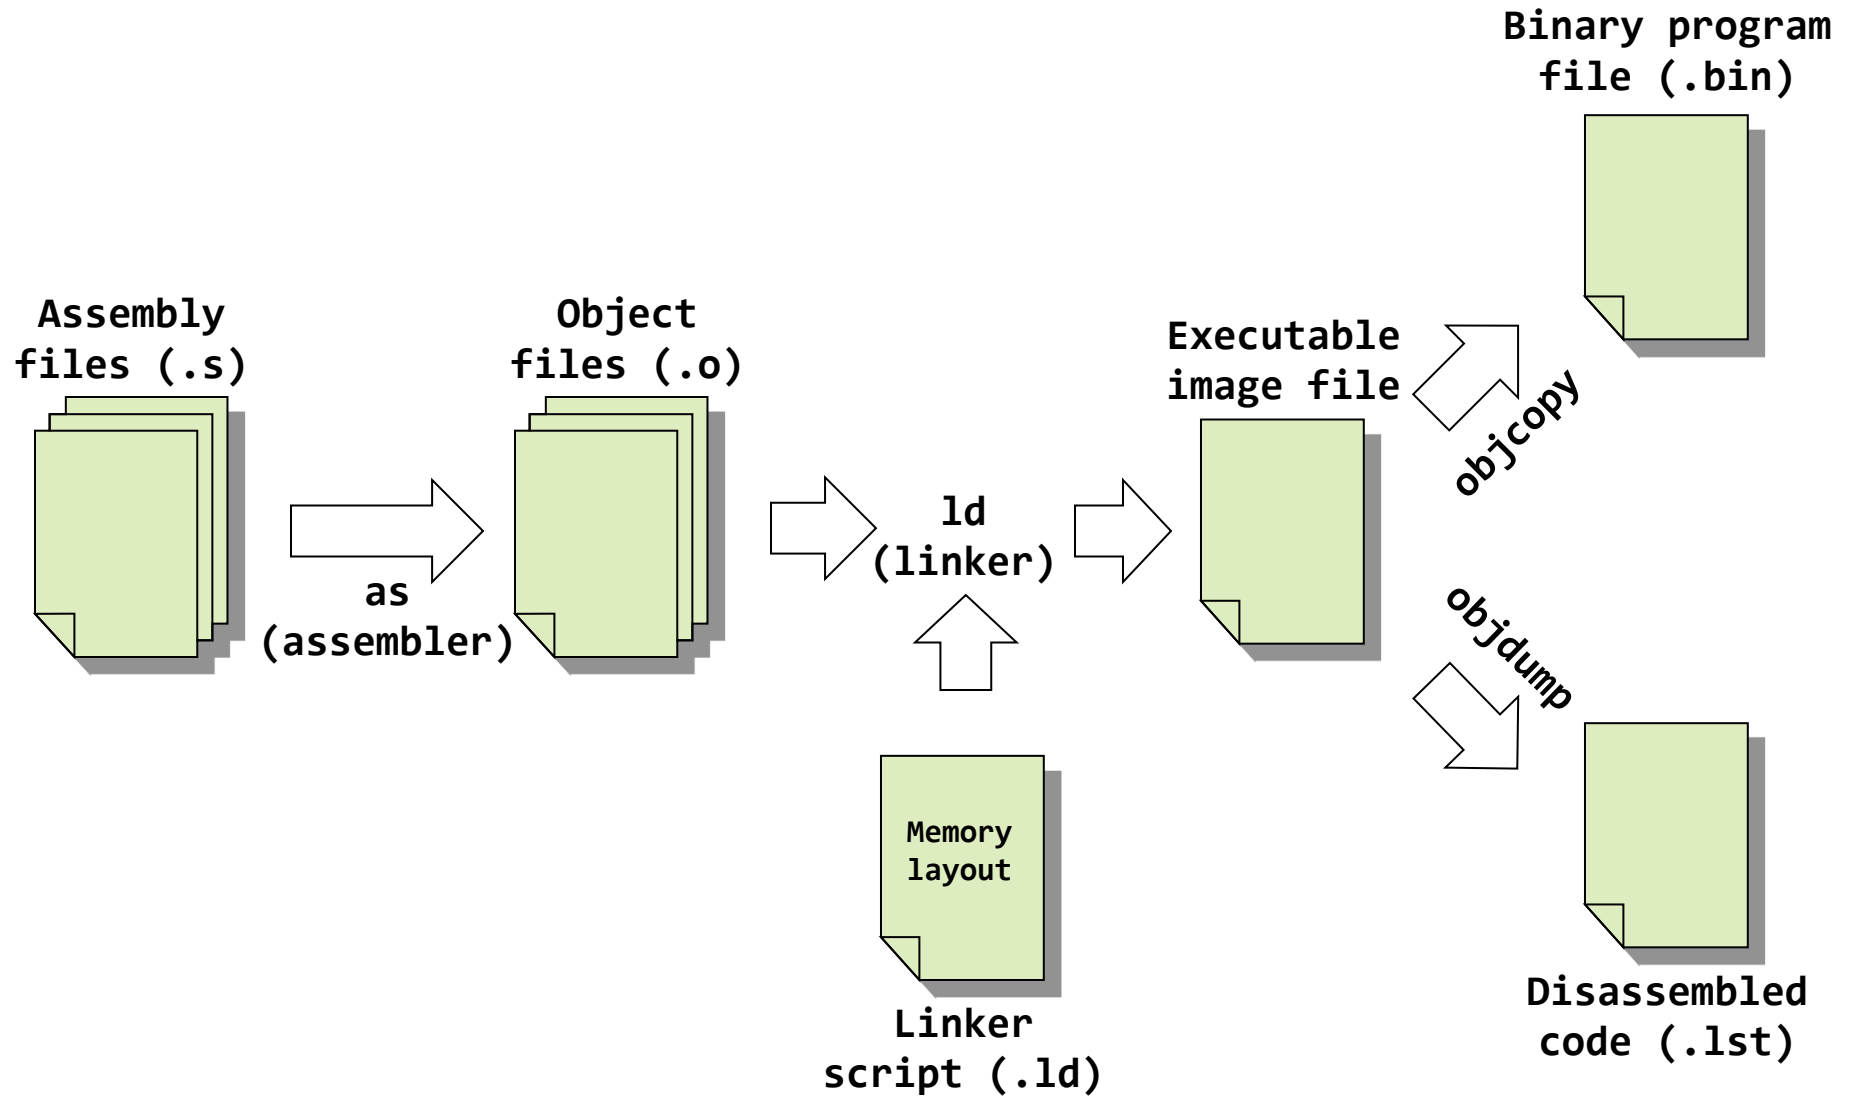 Binary program
file (.bin)
Assembly
files (.s)
Object
files (.o)
Executable
image file
objcopy
ld
(linker)
as
(assembler)
objdump
Memory
layout
Linker
script (.ld)
Disassembled
code (.lst)